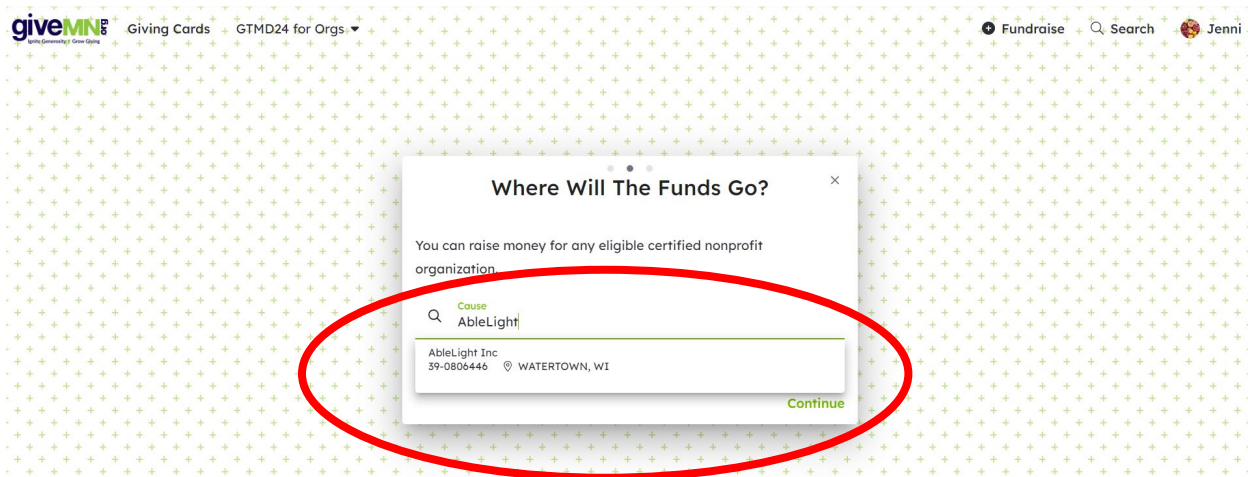 giveMN.org
Ignite Generosity. Grow Giving
Giving Cards GTMD24 for Orgs
Fundraise Search Jenni
Where Will The Funds Go?
You can raise money for any eligible certified nonprofit
organization.
Cause
AbleLight
AbleLight Inc
39-0806446 WATERTOWN, WI
Continue